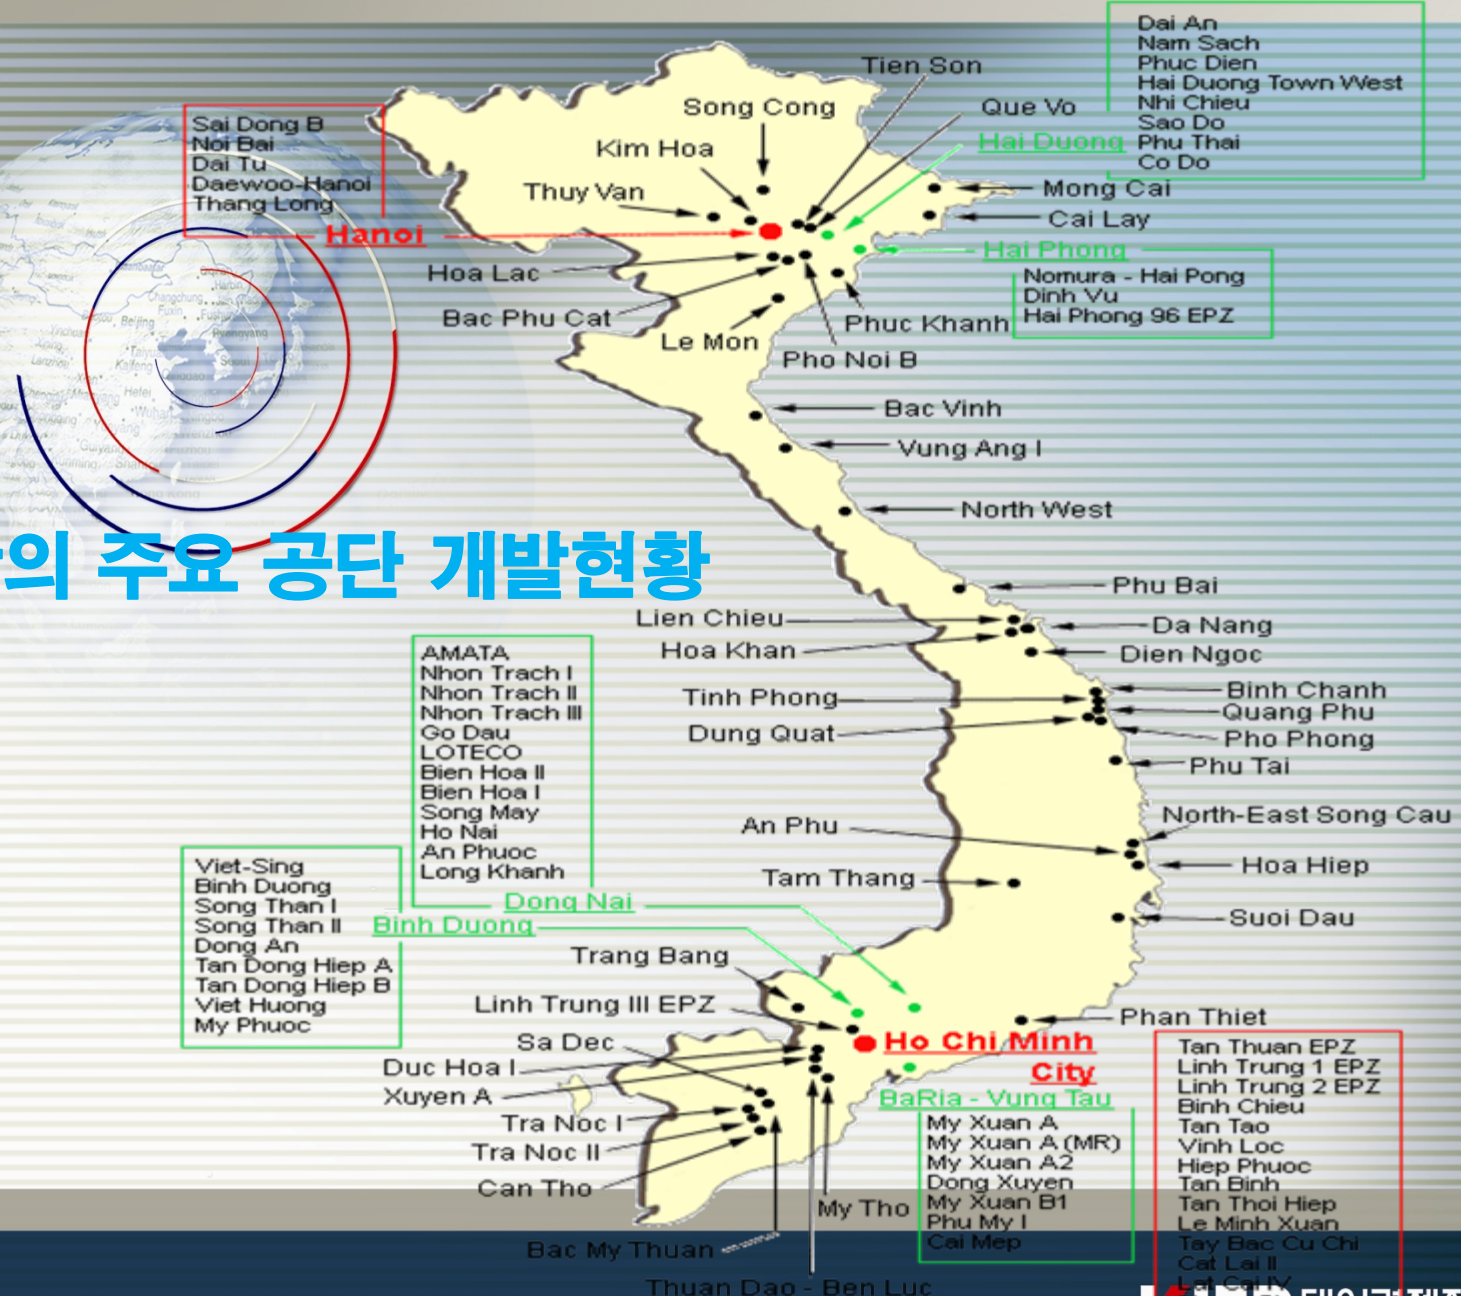 Dai An
Nam Sach
Phuc Dien
Hai Duong Town West
Nhi Chieu
Sao Do
Phu Thai
Co Do
Tien Son
Song Cong
Que Vo
Hai Duong
Kim Hoa
Thuy Van
Mong Cai
Cai Lay
Sai Dong B
Noi Bai
Dai Tu
Daewoo-Hanoi
Thang Long
Hanoi
Hai Phong
Nomura - Hai Pong
Dinh Vu
Hai Phong 96 EPZ
Hoa Lac
Bac Phu Cat
Le Mon
Phuc Khanh
Pho Noi B
Bac Vinh
Vung Ang I
North West
의 주요 공단 개발현황
Phu Bai
Lien Chieu
Da Nang
Hoa Khan
Dien Ngoc
Binh Chanh
Tinh Phong
Quang Phu
Dung Quat
Pho Phong
Phu Tai
North-East Song Cau
An Phu
Hoa Hiep
Tam Thang
Suoi Dau
AMATA
Nhon Trach I
Nhon Trach II
Nhon Trach III
Go Dau
LOTECO
Bien Hoa II
Bien Hoa I
Song May
Ho Nai
An Phuoc
Long Khanh
Dong Nai
Viet-Sing
Binh Duong
Song Than I
Song Than II
Dong An
Tan Dong Hiep A
Tan Dong Hiep B
Viet Huong
My Phuoc
Binh Duong
Trang Bang
Linh Trung III EPZ
Phan Thiet
Sa Dec
Ho Chi Minh
City
Duc Hoa I
Xuyen A
Tra Noc I
Tra Noc II
Can Tho
BaRia - Vung Tau
My Xuan A
My Xuan A (MR)
My Xuan A2
Dong Xuyen
My Xuan B1
Phu My I
Cai Mep
Tan Thuan EPZ
Linh Trung 1 EPZ
Linh Trung 2 EPZ
Binh Chieu
Tan Tao
Vinh Loc
Hiep Phuoc
Tan Binh
Tan Thoi Hiep
Le Minh Xuan
Tay Bac Cu Chi
Cat Lai II
Lat Cai IV
My Tho
Bac My Thuan
Thuan Dao - Ben Luc
Beijing
Harbin
Changchung
Fuxin
Pyongyang
Seoul
Kaifeng
Hefei